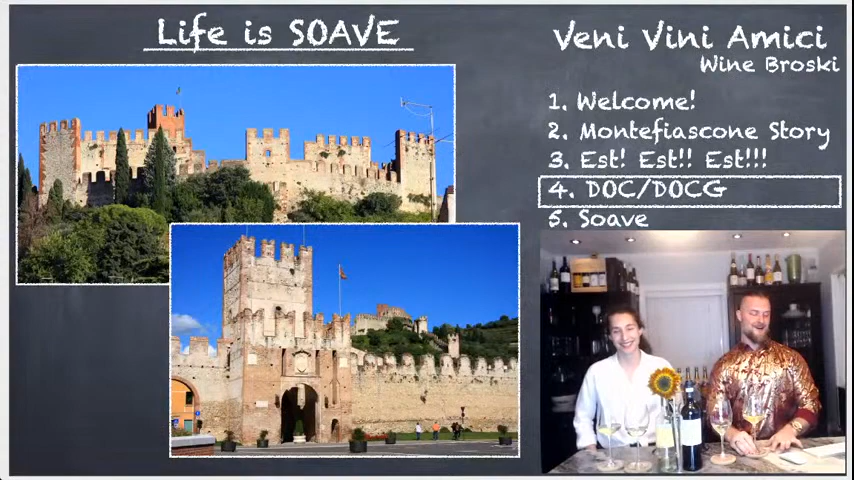 Life is SOAVE
Veni Vini Amici
Wine Broski
1. Welcome!
2. Montefiascone Story
3. Est! Est!! Est!!!
4. DOC/DOCG
5. Soave